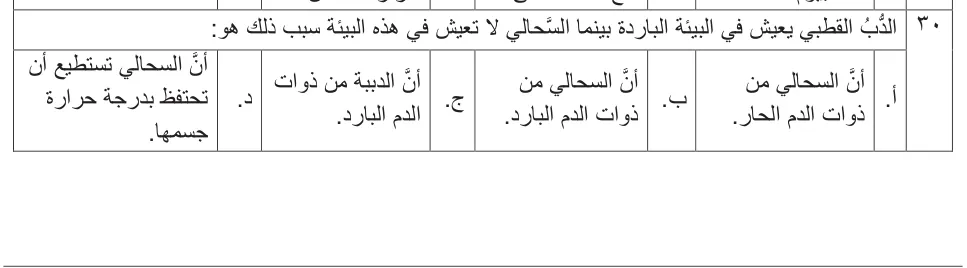 ٣٠ الدُّبُ القطبي يعيش في البيئة الباردة بينما السَّحالي لا تعيش في هذه البيئة سبب ذلك هو:
أ. أنَّ السحالي من
ذوات الدم الحار.
ب. أنَّ السحالي من
ذوات الدم البارد.
ج. أنَّ الدببة من ذوات
الدم البارد.
د. أنَّ السحالي تستطيع أن
تحتفظ بدرجة حرارة
جسمها.